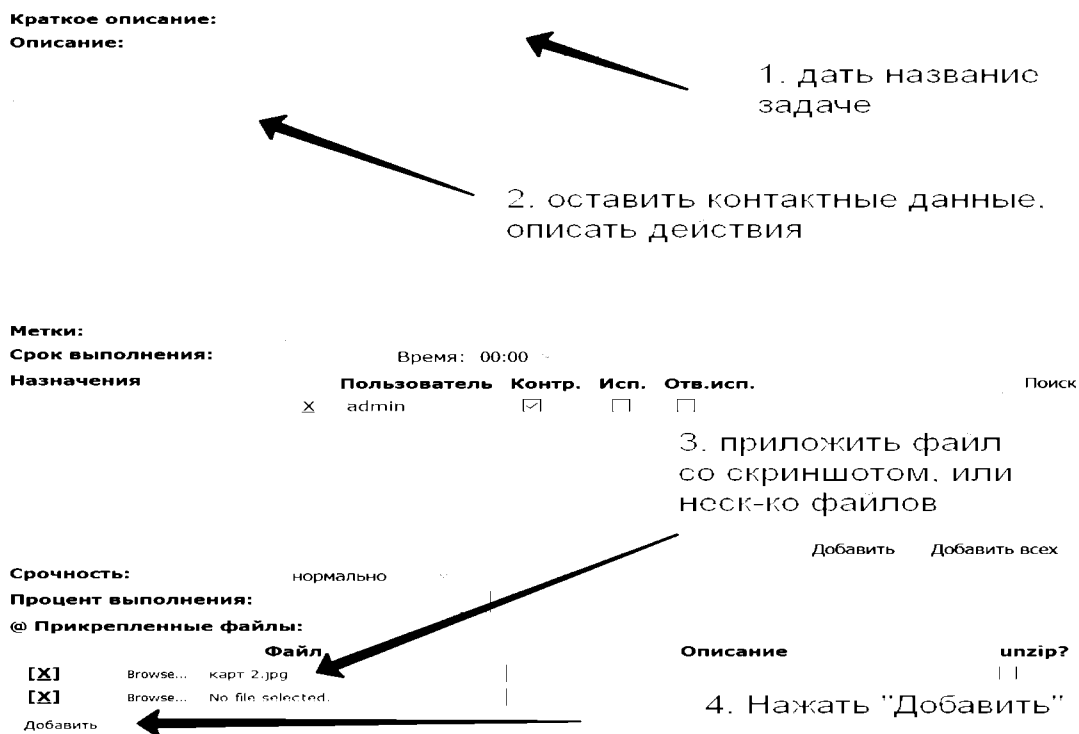 Краткое описание:
Описание:
1. дать название
задаче
2. оставить контактные данные,
описать действия
Метки:
Срок выполнения: Время: 00:00
Назначения Пользователь Контр. Исп. Отв.исп. Поиск
X admin
3. приложить файл
со скриншотом, или
неск-ко файлов
Добавить Добавить всех
Срочность: нормально
Процент выполнения:
@ Прикрепленные файлы:
Файл Описание unzip?
[X] Browse... карт 2.jpg
[X] Browse... No file selected.
4. Нажать "Добавить"
Добавить